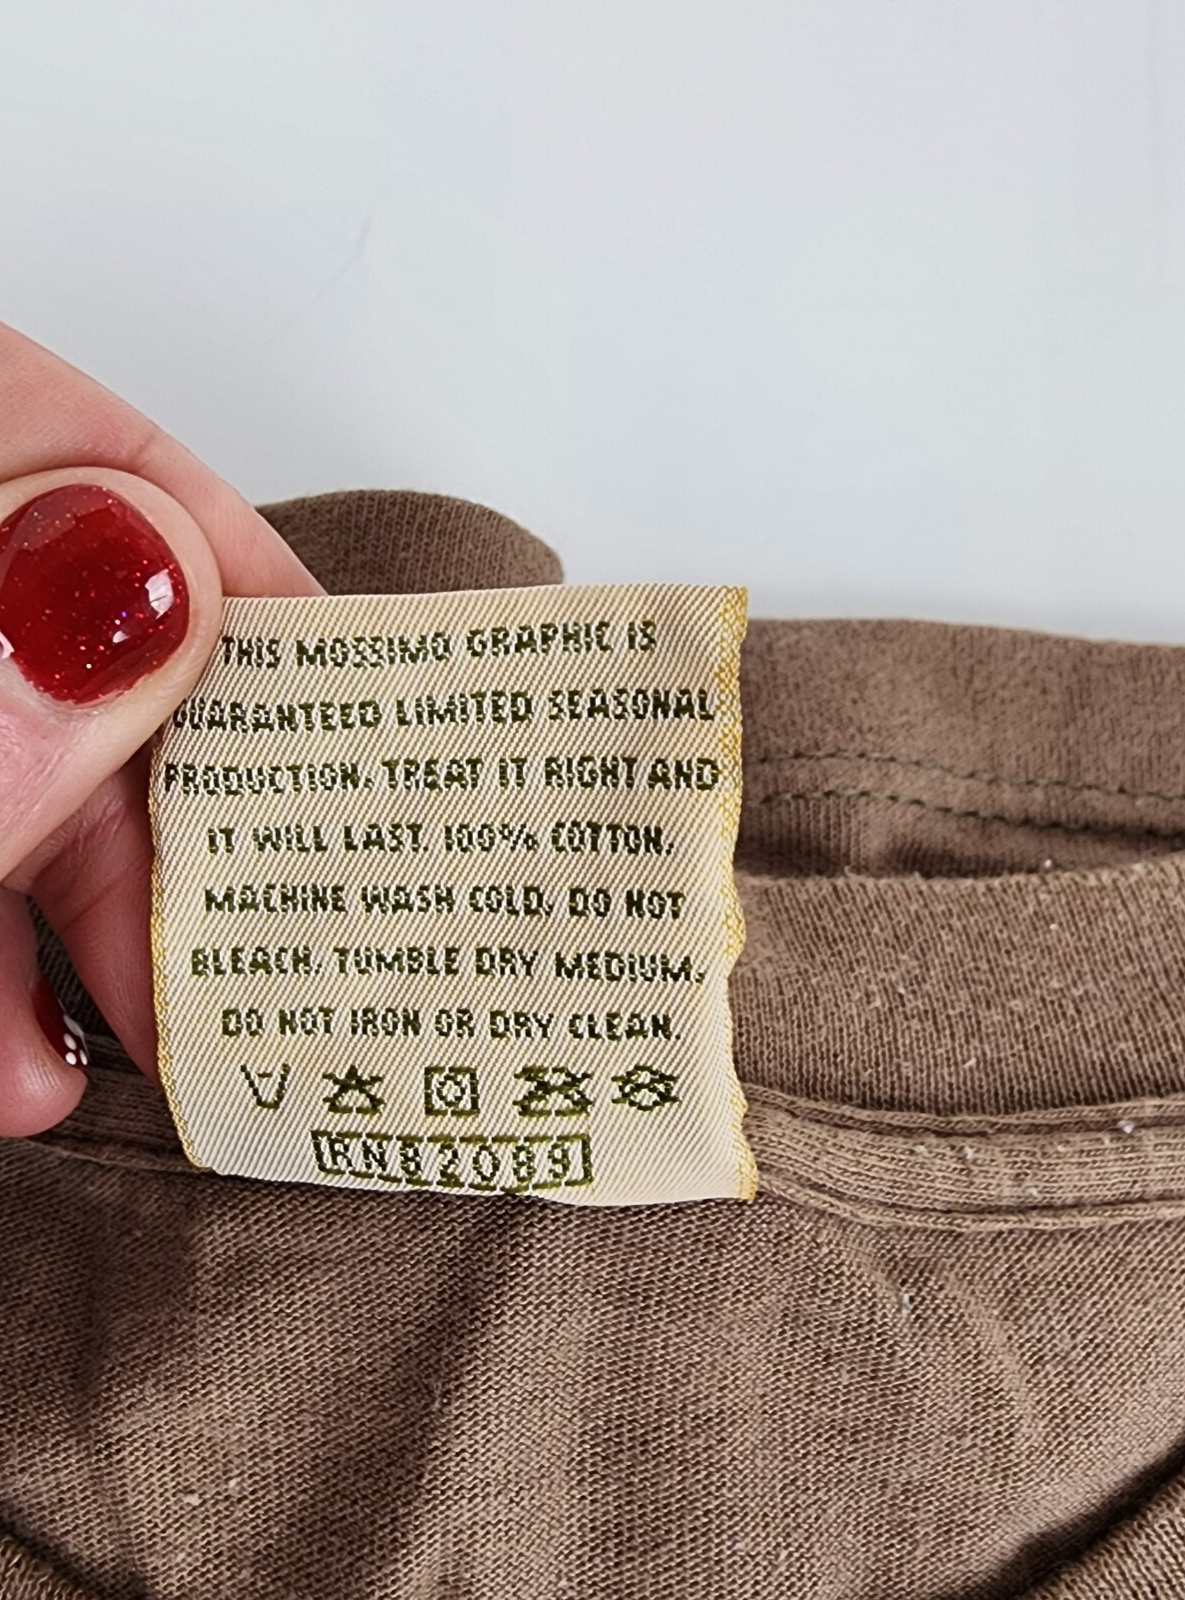 THIS MOSSIMO GRAPHIC IS
GUARANTEED LIMITED SEASONAL
PRODUCTION. TREAT IT RIGHT AND
IT WILL LAST. 100% COTTON.
MACHINE WASH COLD. DO NOT
BLEACH. TUMBLE DRY MEDIUM.
DO NOT IRON OR DRY CLEAN.
RN82089